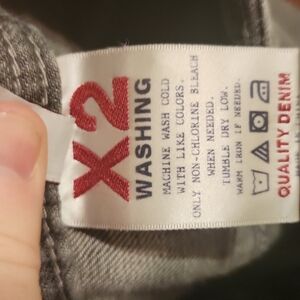 X2
WASHING
MACHINE WASH COLD
WITH LIKE COLORS.
ONLY NON-CHLORINE BLEACH
WHEN NEEDED.
TUMBLE DRY LOW.
WARM IRON IF NEEDED.
QUALITY DENIM